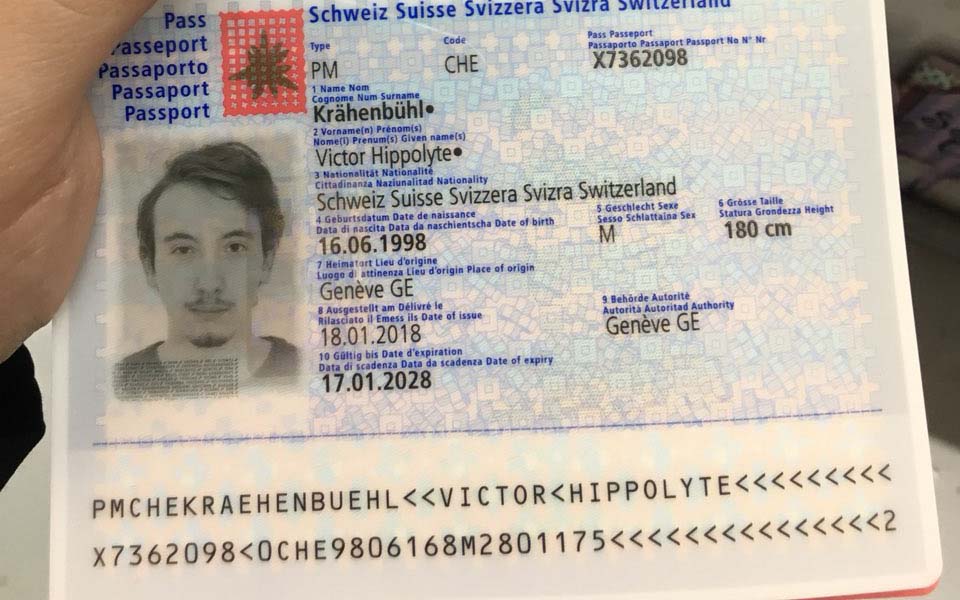 Schweiz Suisse Svizzera Svizra Switzerland
Pass
Passeport
Passaporto
Passaport
Passport
Type
Code
Pass Passeport
Passaporto Passaport Passport No N° Nr
PM
CHE
X7362098
1 Name Nom
Cognome Num Surname
Krähenbühl•
2 Vorname(n) Prénom(s)
Nome(i) Prenum(s) Given name(s)
Victor Hippolyte•
3 Nationalität Nationalité
Cittadinanza Naziunalitad Nationality
Schweiz Suisse Svizzera Svizra Switzerland
4 Geburtsdatum Date de naissance
Data di nascita Data da naschientscha Date of birth
16.06.1998
5 Geschlecht Sexe
Sesso Schlattaina Sex
M
6 Grösse Taille
Statura Grondezza Height
180 cm
7 Heimatort Lieu d'origine
Luogo di attinenza Lieu d'origin Place of origin
Genève GE
8 Ausgestellt am Délivré le
Rilasciato il Emess ils Date of issue
18.01.2018
9 Behörde Autorité
Autorità Autoritad Authority
Genève GE
10 Gültig bis Date d'expiration
Data di scadenza Data da scadenza Date of expiry
17.01.2028
PMCHEKRAEHENBUEHL<<VICTOR<HIPPOLYTE<<<<<<<<<
X7362098<0CHE9806168M2801175<<<<<<<<<<<<<<<2